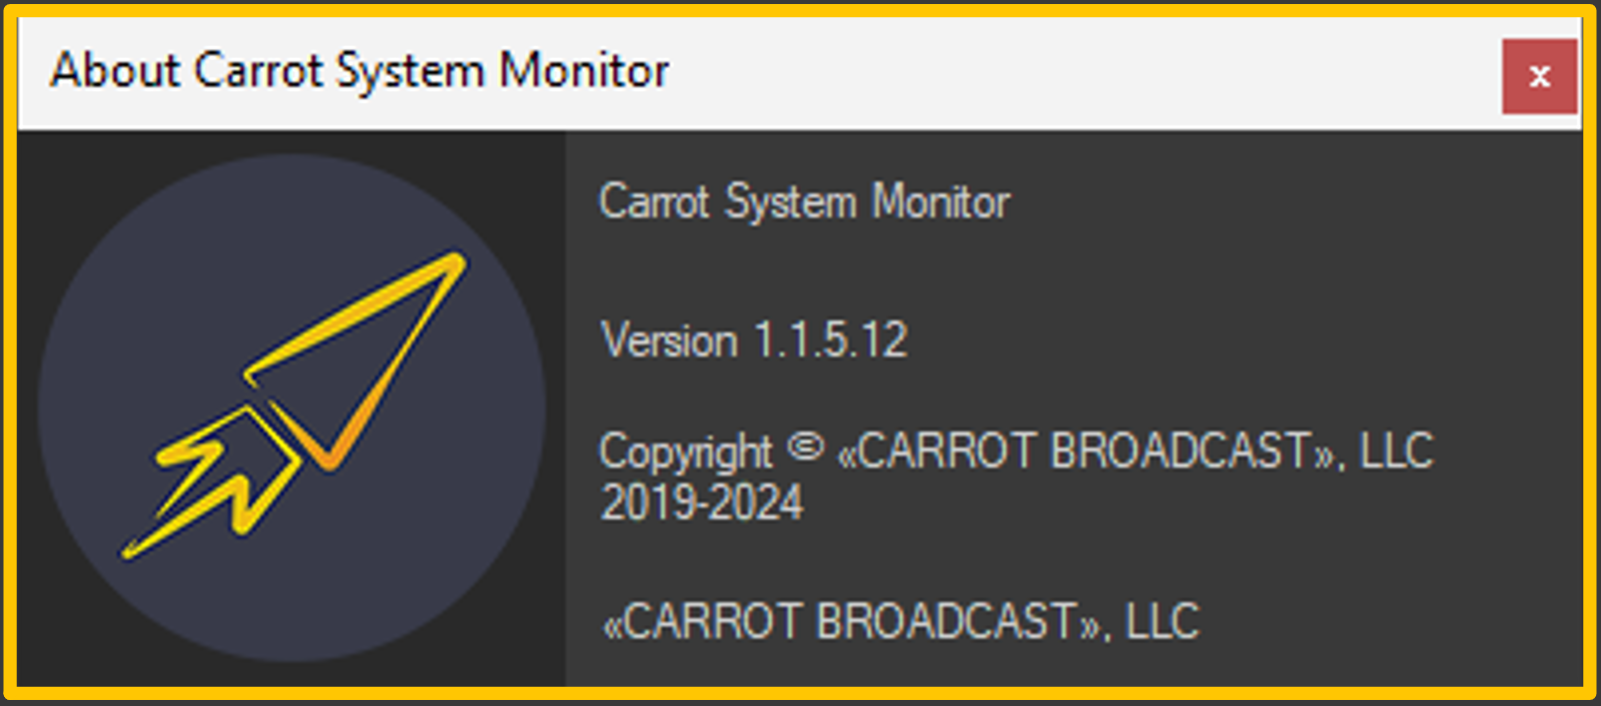 About Carrot System Monitor
x
Carrot System Monitor
Version 1.1.5.12
Copyright © «CARROT BROADCAST», LLC
2019-2024
«CARROT BROADCAST», LLC